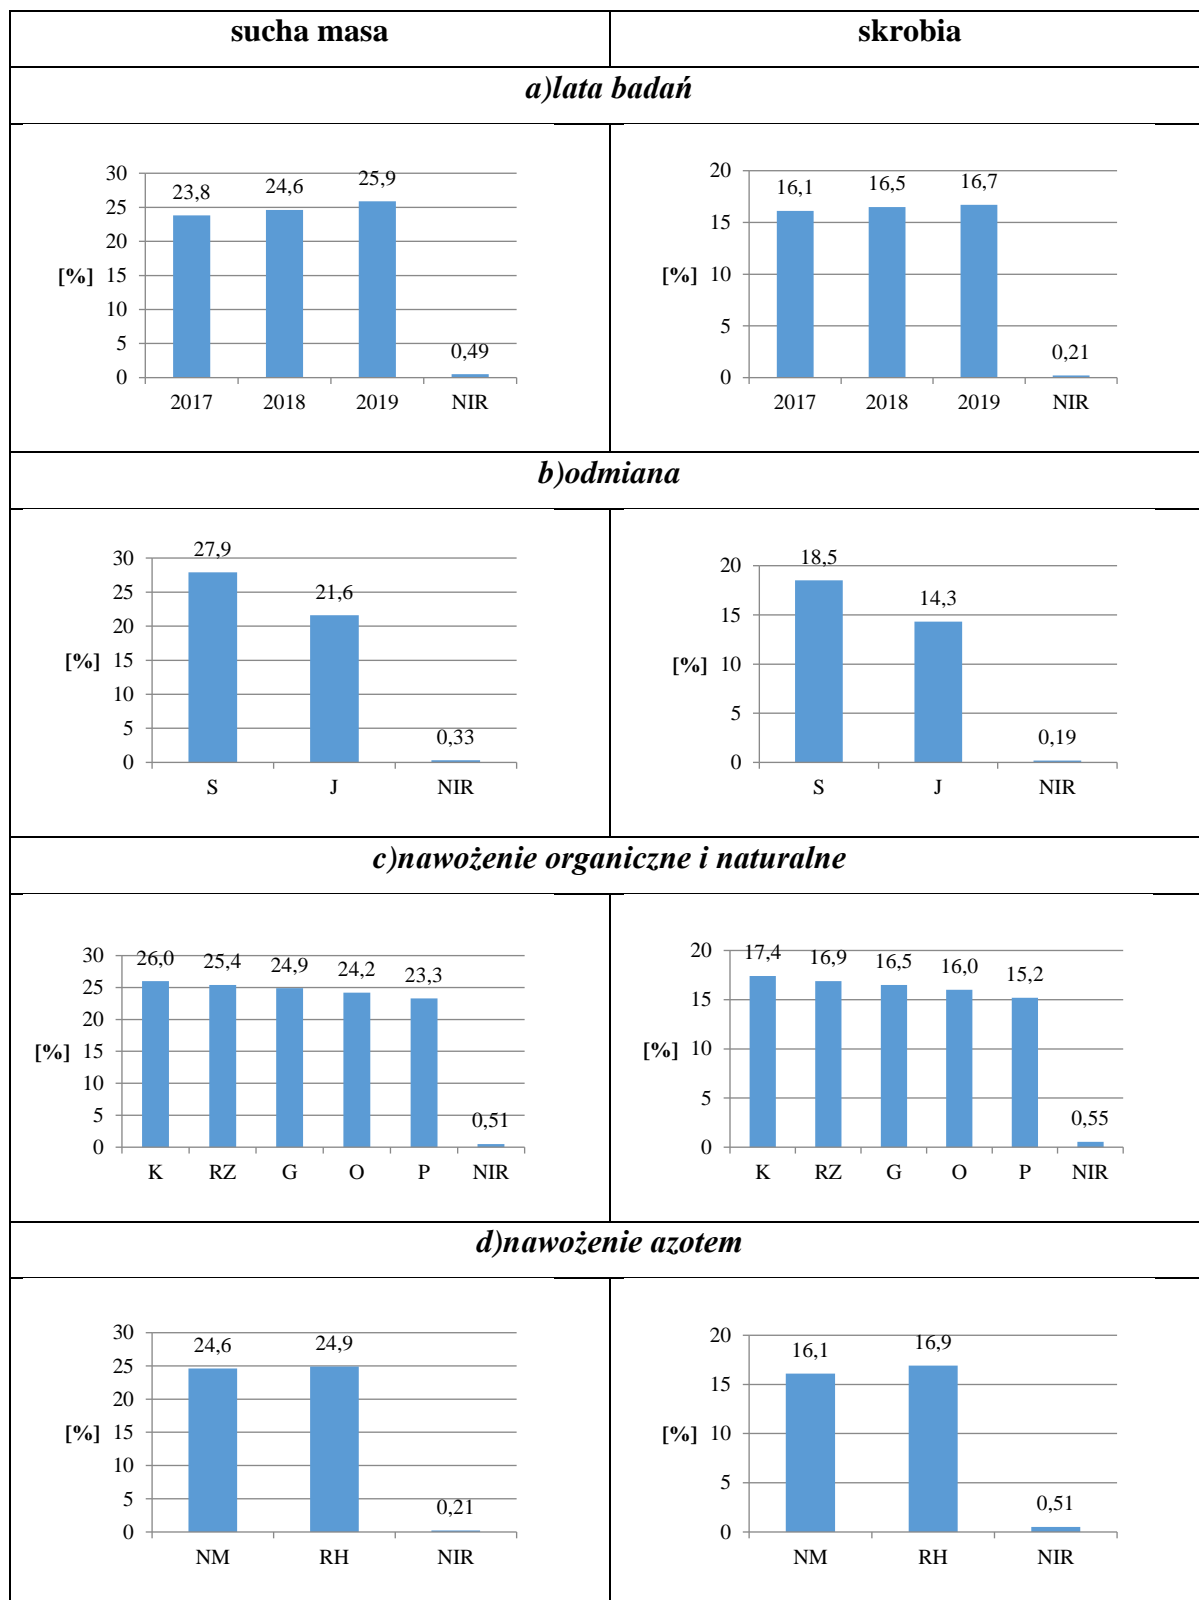 sucha masa
skrobia
a)lata badań
30
25
20
15
10
5
0
[%]
23,8
24,6
25,9
0,49
2017
2018
2019
NIR
20
15
10
5
0
[%]
16,1
16,5
16,7
0,21
2017
2018
2019
NIR
b)odmiana
30
25
20
15
10
5
0
[%]
27,9
21,6
0,33
S
J
NIR
20
15
10
5
0
[%]
18,5
14,3
0,19
S
J
NIR
c)nawożenie organiczne i naturalne
30
25
20
15
10
5
0
[%]
26,0
25,4
24,9
24,2
23,3
0,51
K
RZ
G
O
P
NIR
20
15
10
5
0
[%]
17,4
16,9
16,5
16,0
15,2
0,55
K
RZ
G
O
P
NIR
d)nawożenie azotem
30
25
20
15
10
5
0
[%]
24,6
24,9
0,21
NM
RH
NIR
20
15
10
5
0
[%]
16,1
16,9
0,51
NM
RH
NIR